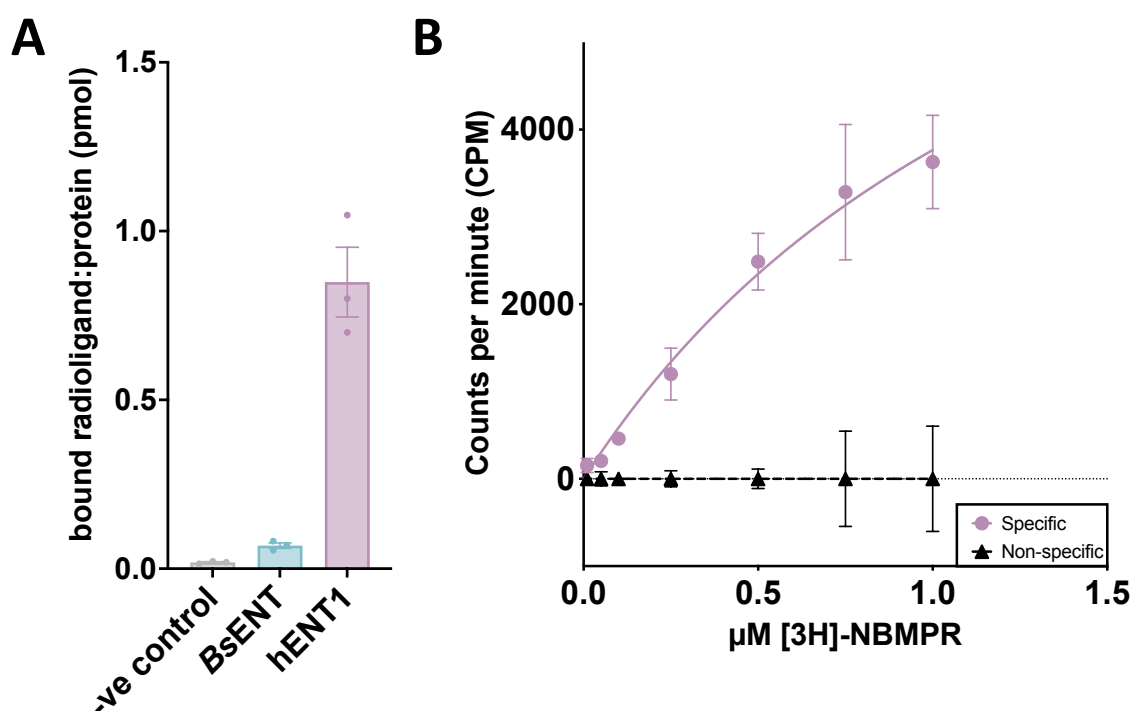 A
bound radioligand:protein (pmol)
1.5
1.0
0.5
0.0
-ve control
BsENT
hENT1
B
Counts per minute (CPM)
4000
2000
0
0.0 0.5 1.0 1.5
µM [3H]-NBMPR
Specific
Non-specific